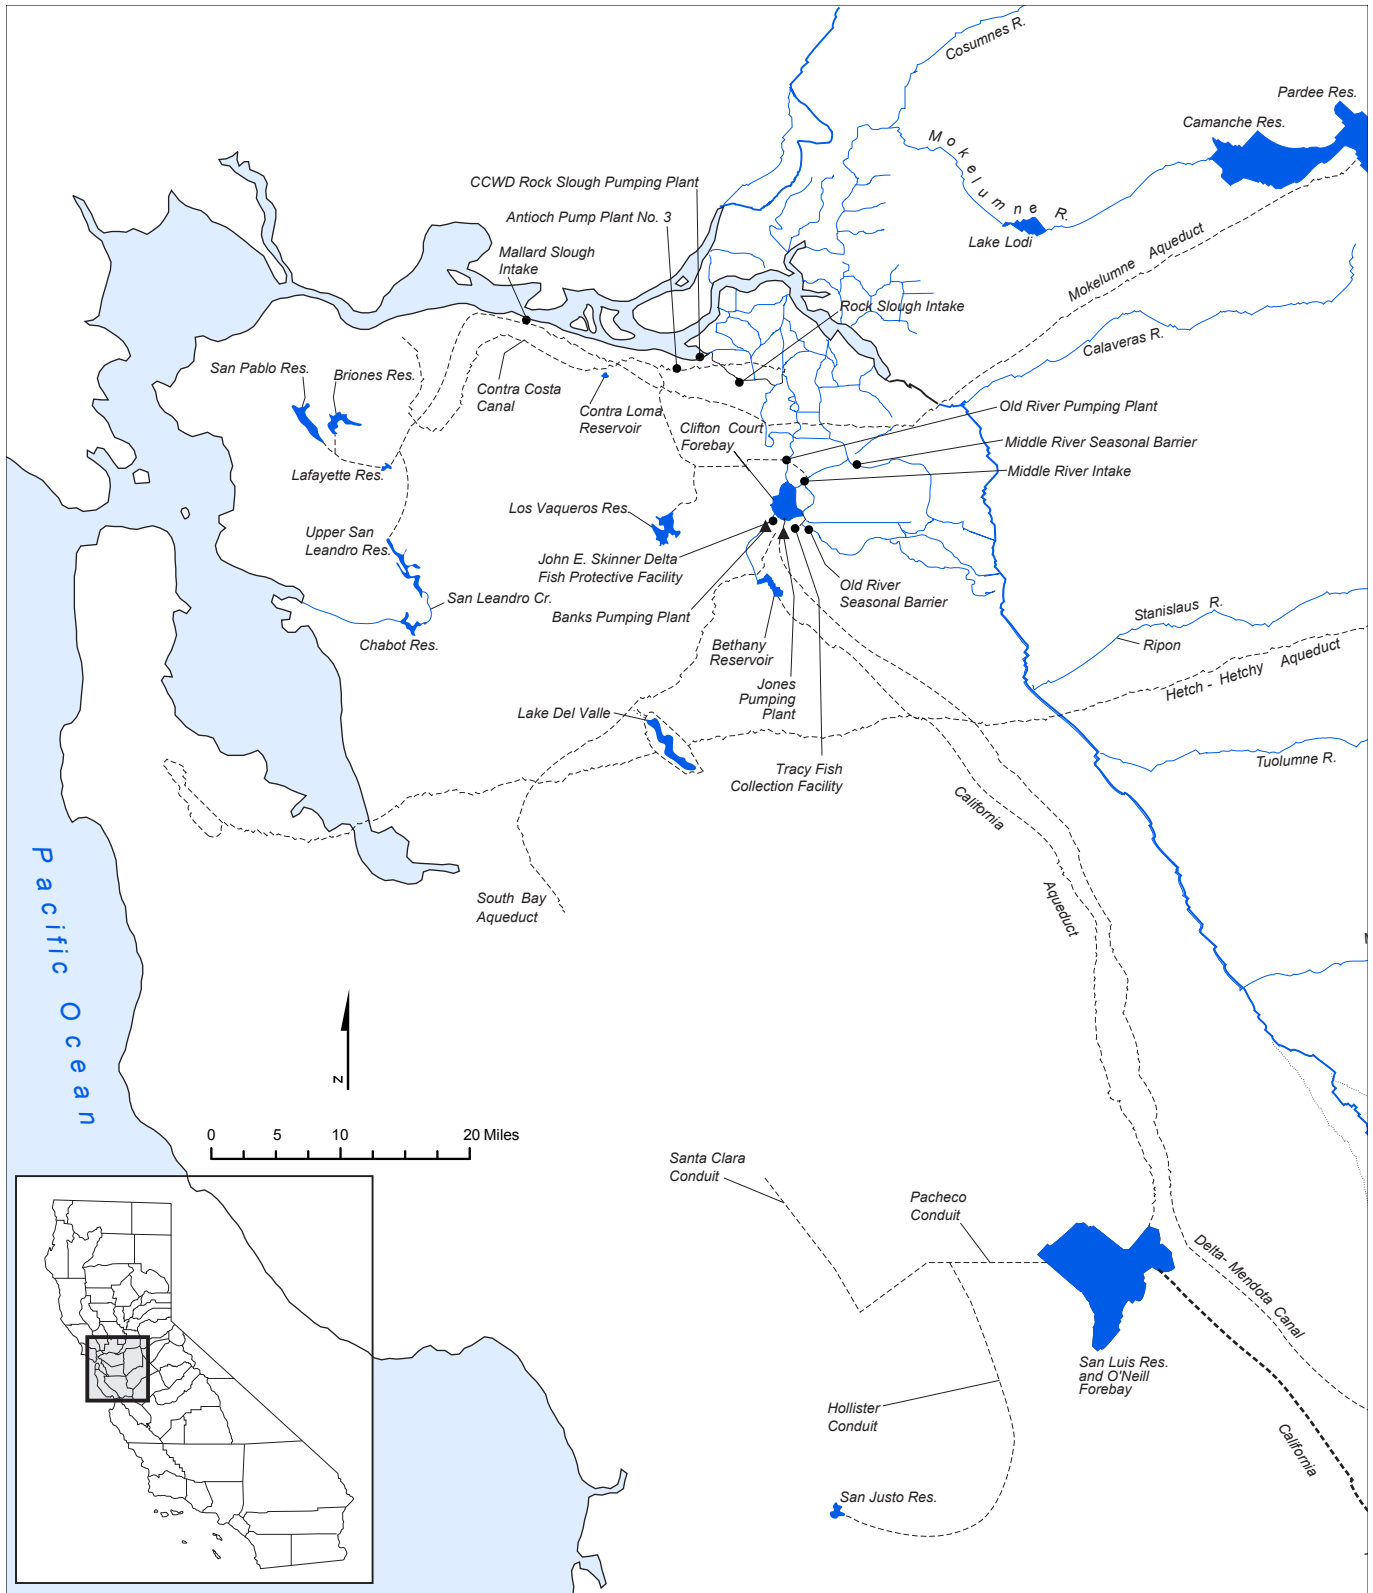 Cosumnes R.
Pardee Res.
Camanche Res.
Mokelumne R.
CCWD Rock Slough Pumping Plant
Antioch Pump Plant No. 3
Lake Lodi
Mokelumne Aqueduct
Mallard Slough
Intake
Rock Slough Intake
Calaveras R.
San Pablo Res.
Briones Res.
Contra Costa
Canal
Contra Loma
Reservoir
Old River Pumping Plant
Clifton Court
Forebay
Middle River Seasonal Barrier
Middle River Intake
Lafayette Res.
Los Vaqueros Res.
Upper San
Leandro Res.
John E. Skinner Delta
Fish Protective Facility
Old River
Seasonal Barrier
San Leandro Cr.
Banks Pumping Plant
Stanislaus R.
Ripon
Chabot Res.
Bethany
Reservoir
Hetch - Hetchy Aqueduct
Jones
Pumping
Plant
Lake Del Valle
Tuolumne R.
Tracy Fish
Collection Facility
California
Aqueduct
South Bay
Aqueduct
Pacific Ocean
N
0 5 10 20 Miles
Santa Clara
Conduit
Pacheco
Conduit
Delta- Mendota Canal
San Luis Res.
and O'Neill
Forebay
Hollister
Conduit
California
San Justo Res.